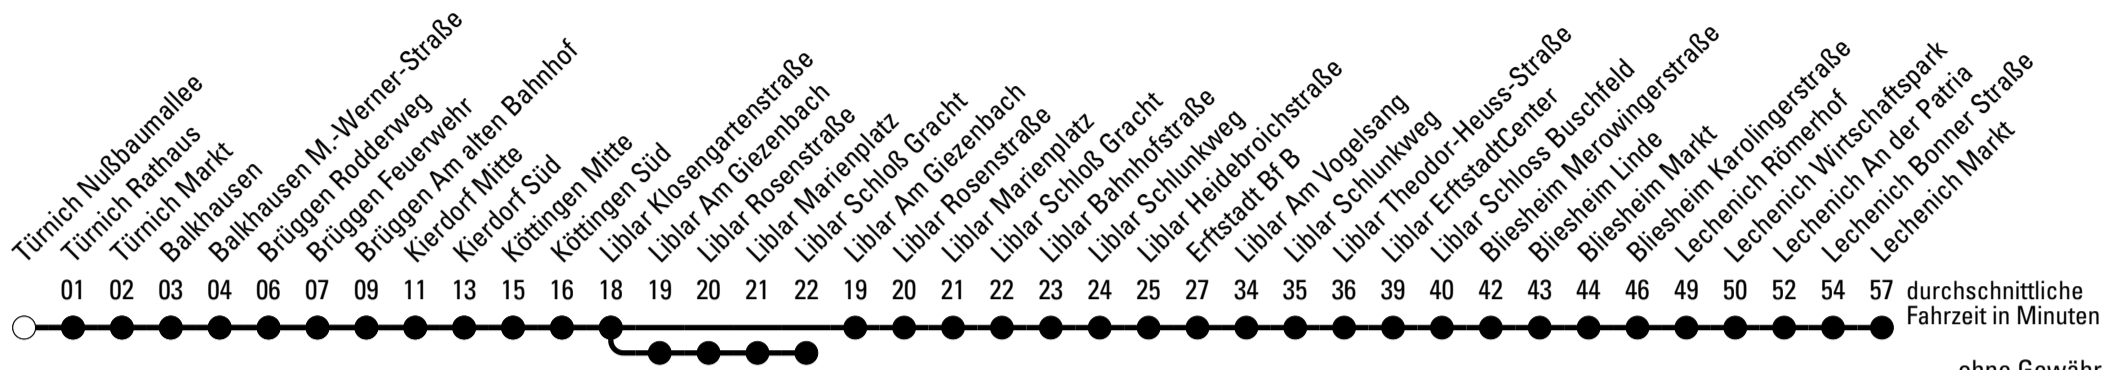 Türnich Nußbaumallee
Türnich Rathaus
Türnich Markt
Balkhausen
Balkhausen M.-Werner-Straße
Brüggen Rodderweg
Brüggen Feuerwehr
Brüggen Am alten Bahnhof
Kierdorf Mitte
Kierdorf Süd
Köttingen Mitte
Köttingen Süd
Liblar Klosengartenstraße
Liblar Am Giezenbach
Liblar Rosenstraße
Liblar Marienplatz
Liblar Schloß Gracht
Liblar Am Giezenbach
Liblar Rosenstraße
Liblar Marienplatz
Liblar Schloß Gracht
Liblar Bahnhofstraße
Liblar Schlunkweg
Liblar Heidebroichstraße
Erftstadt Bf B
Liblar Am Vogelsang
Liblar Schlunkweg
Liblar Theodor-Heuss-Straße
Liblar ErftstadtCenter
Liblar Schloss Buschfeld
Bliesheim Merowingerstraße
Bliesheim Linde
Bliesheim Markt
Bliesheim Karolingerstraße
Lechenich Römerhof
Lechenich Wirtschaftspark
Lechenich An der Patria
Lechenich Bonner Straße
Lechenich Markt
01 02 03 04 06 07 09 11 13 15 16 18 19 20 21 22 19 20 21 22 23 24 25 27 34 35 36 39 40 42 43 44 46 49 50 52 54 57 durchschnittliche
Fahrzeit in Minuten
ohne Gewähr